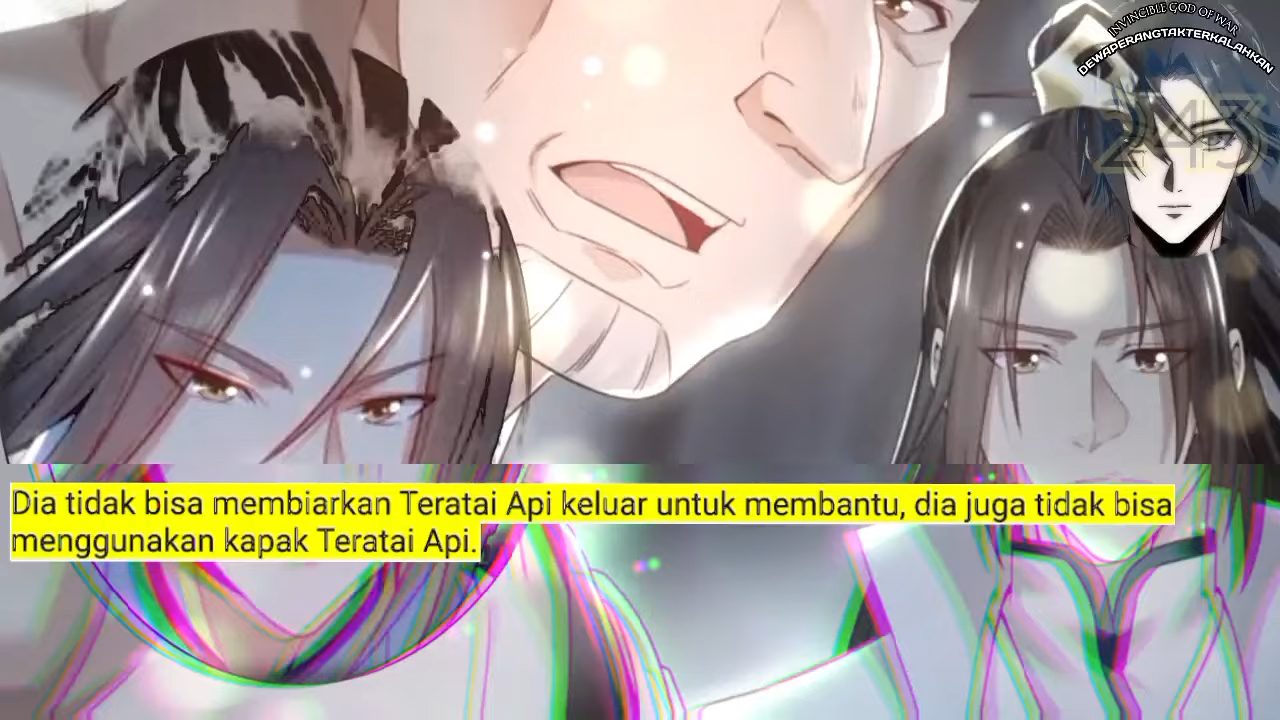 INVINCIBLE GOD OF WAR
DEWAPERANGTAKTERKALAHKAN
243
Dia tidak bisa membiarkan Teratai Api keluar untuk membantu, dia juga tidak bisa
menggunakan kapak Teratai Api.